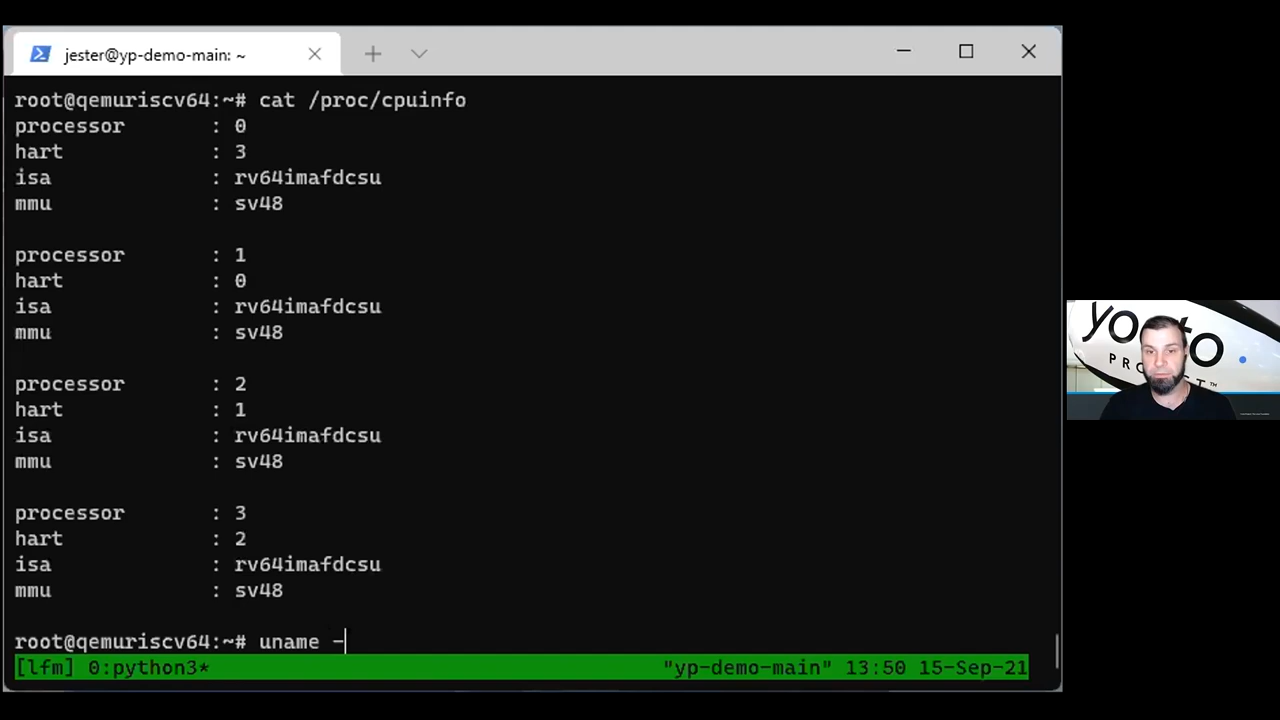 jester@yp-demo-main: ~
root@qemuriscv64:~# cat /proc/cpuinfo
processor : 0
hart : 3
isa : rv64imafdcsu
mmu : sv48
processor : 1
hart : 0
isa : rv64imafdcsu
mmu : sv48
processor : 2
hart : 1
isa : rv64imafdcsu
mmu : sv48
processor : 3
hart : 2
isa : rv64imafdcsu
mmu : sv48
root@qemuriscv64:~# uname -
[lfm] 0:python3* "yp-demo-main" 13:50 15-Sep-21